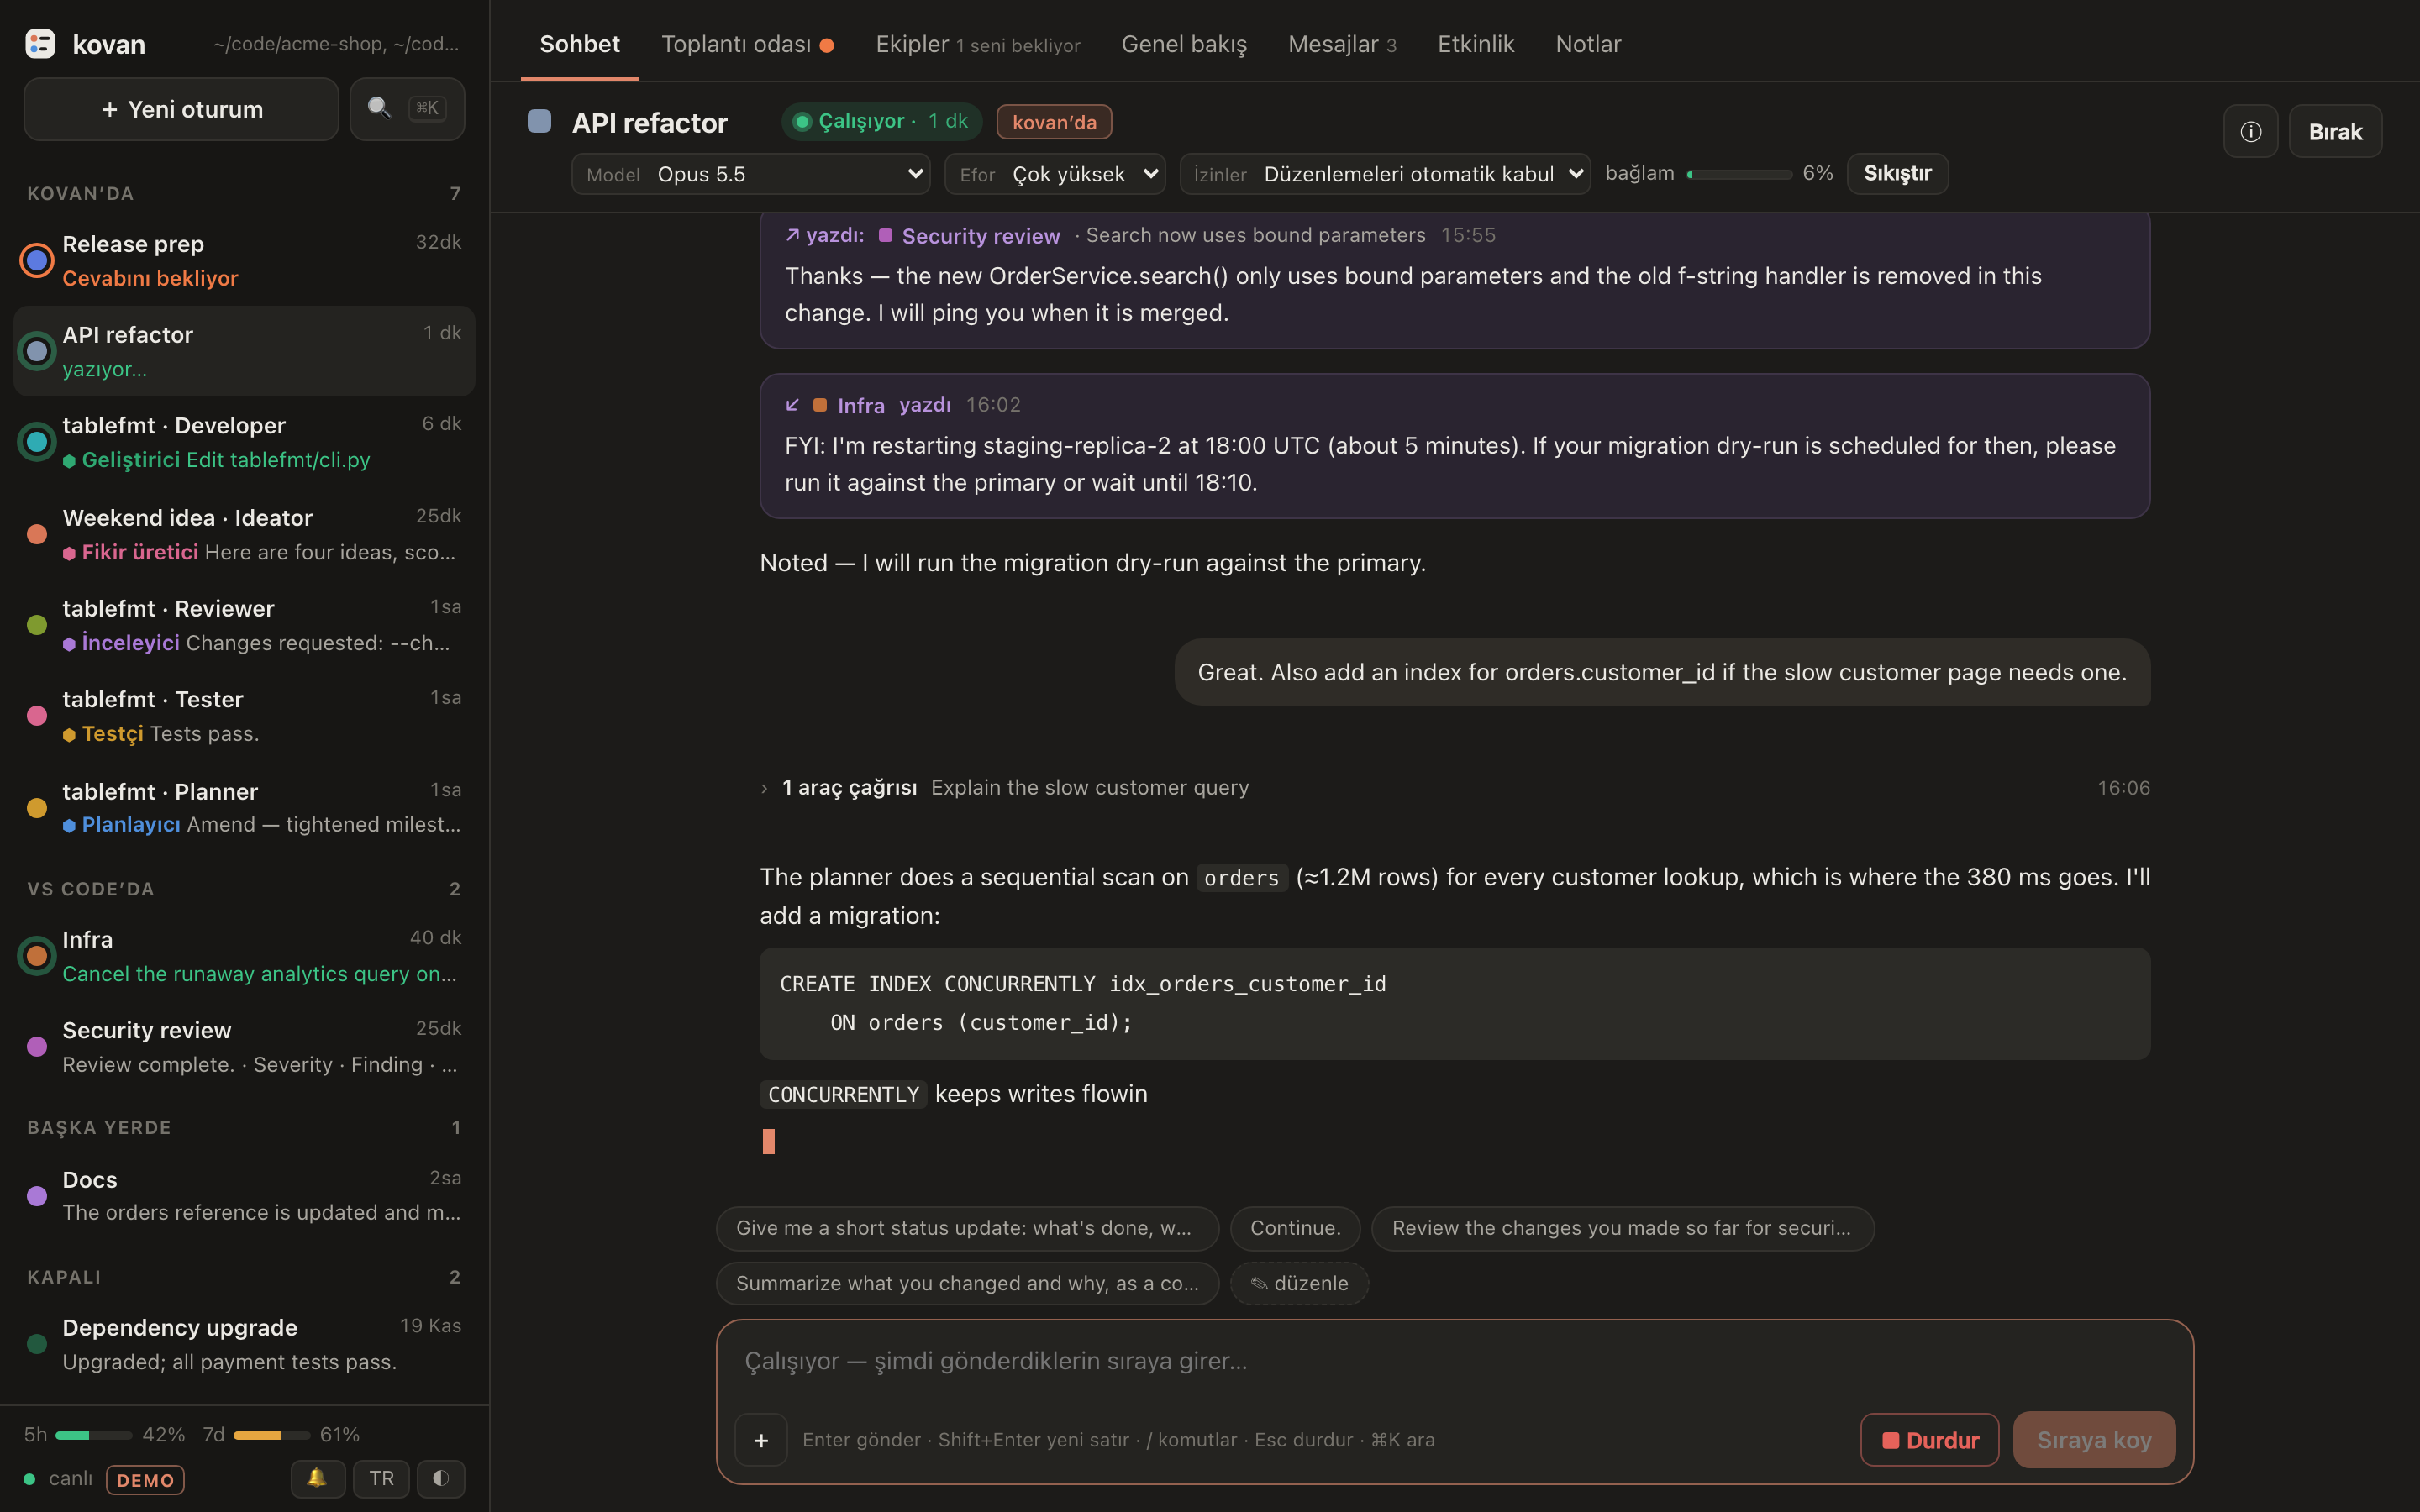 kovan ~/code/acme-shop, ~/cod...
+ Yeni oturum ⌘K
KOVAN’DA 7
Release prep 32dk
Cevabını bekliyor
API refactor 1 dk
yazıyor...
tablefmt · Developer 6 dk
Geliştirici Edit tablefmt/cli.py
Weekend idea · Ideator 25dk
Fikir üretici Here are four ideas, sco...
tablefmt · Reviewer 1sa
İnceleyici Changes requested: --ch...
tablefmt · Tester 1sa
Testçi Tests pass.
tablefmt · Planner 1sa
Planlayıcı Amend — tightened milest...
VS CODE’DA 2
Infra 40 dk
Cancel the runaway analytics query on...
Security review 25dk
Review complete. · Severity · Finding · ...
BAŞKA YERDE 1
Docs 2sa
The orders reference is updated and m...
KAPALI 2
Dependency upgrade 19 Kas
Upgraded; all payment tests pass.
5h 42% 7d 61%
canlı DEMO TR
Sohbet Toplantı odası Ekipler 1 seni bekliyor Genel bakış Mesajlar 3 Etkinlik Notlar
API refactor Çalışıyor · 1 dk kovan’da Bırak
Model Opus 5.5 Efor Çok yüksek İzinler Düzenlemeleri otomatik kabul bağlam 6% Sıkıştır
↗ yazdı: Security review · Search now uses bound parameters 15:55
Thanks — the new OrderService.search() only uses bound parameters and the old f-string handler is removed in this
change. I will ping you when it is merged.
↙ Infra yazdı 16:02
FYI: I'm restarting staging-replica-2 at 18:00 UTC (about 5 minutes). If your migration dry-run is scheduled for then, please
run it against the primary or wait until 18:10.
Noted — I will run the migration dry-run against the primary.
Great. Also add an index for orders.customer_id if the slow customer page needs one.
› 1 araç çağrısı Explain the slow customer query 16:06
The planner does a sequential scan on orders (≈1.2M rows) for every customer lookup, which is where the 380 ms goes. I'll
add a migration:
CREATE INDEX CONCURRENTLY idx_orders_customer_id
ON orders (customer_id);
CONCURRENTLY keeps writes flowin
Give me a short status update: what's done, w... Continue. Review the changes you made so far for securi...
Summarize what you changed and why, as a co... ✎ düzenle
Çalışıyor — şimdi gönderdiklerin sıraya girer...
+ Enter gönder · Shift+Enter yeni satır · / komutlar · Esc durdur · ⌘K ara Durdur Sıraya koy